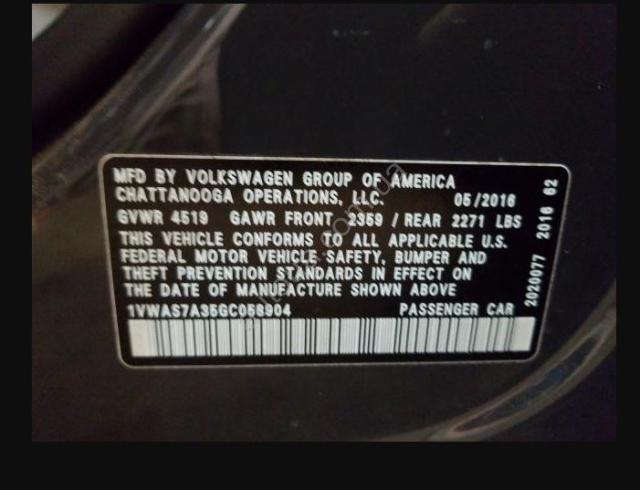 MFD BY VOLKSWAGEN GROUP OF AMERICA
CHATTANOOGA OPERATIONS, LLC. 05/2016
GVWR 4519 GAWR FRONT 2359 / REAR 2271 LBS
THIS VEHICLE CONFORMS TO ALL APPLICABLE U.S.
FEDERAL MOTOR VEHICLE SAFETY, BUMPER AND
THEFT PREVENTION STANDARDS IN EFFECT ON
THE DATE OF MANUFACTURE SHOWN ABOVE
1VWAS7A35GC058904 PASSENGER CAR
2020077 2016 62